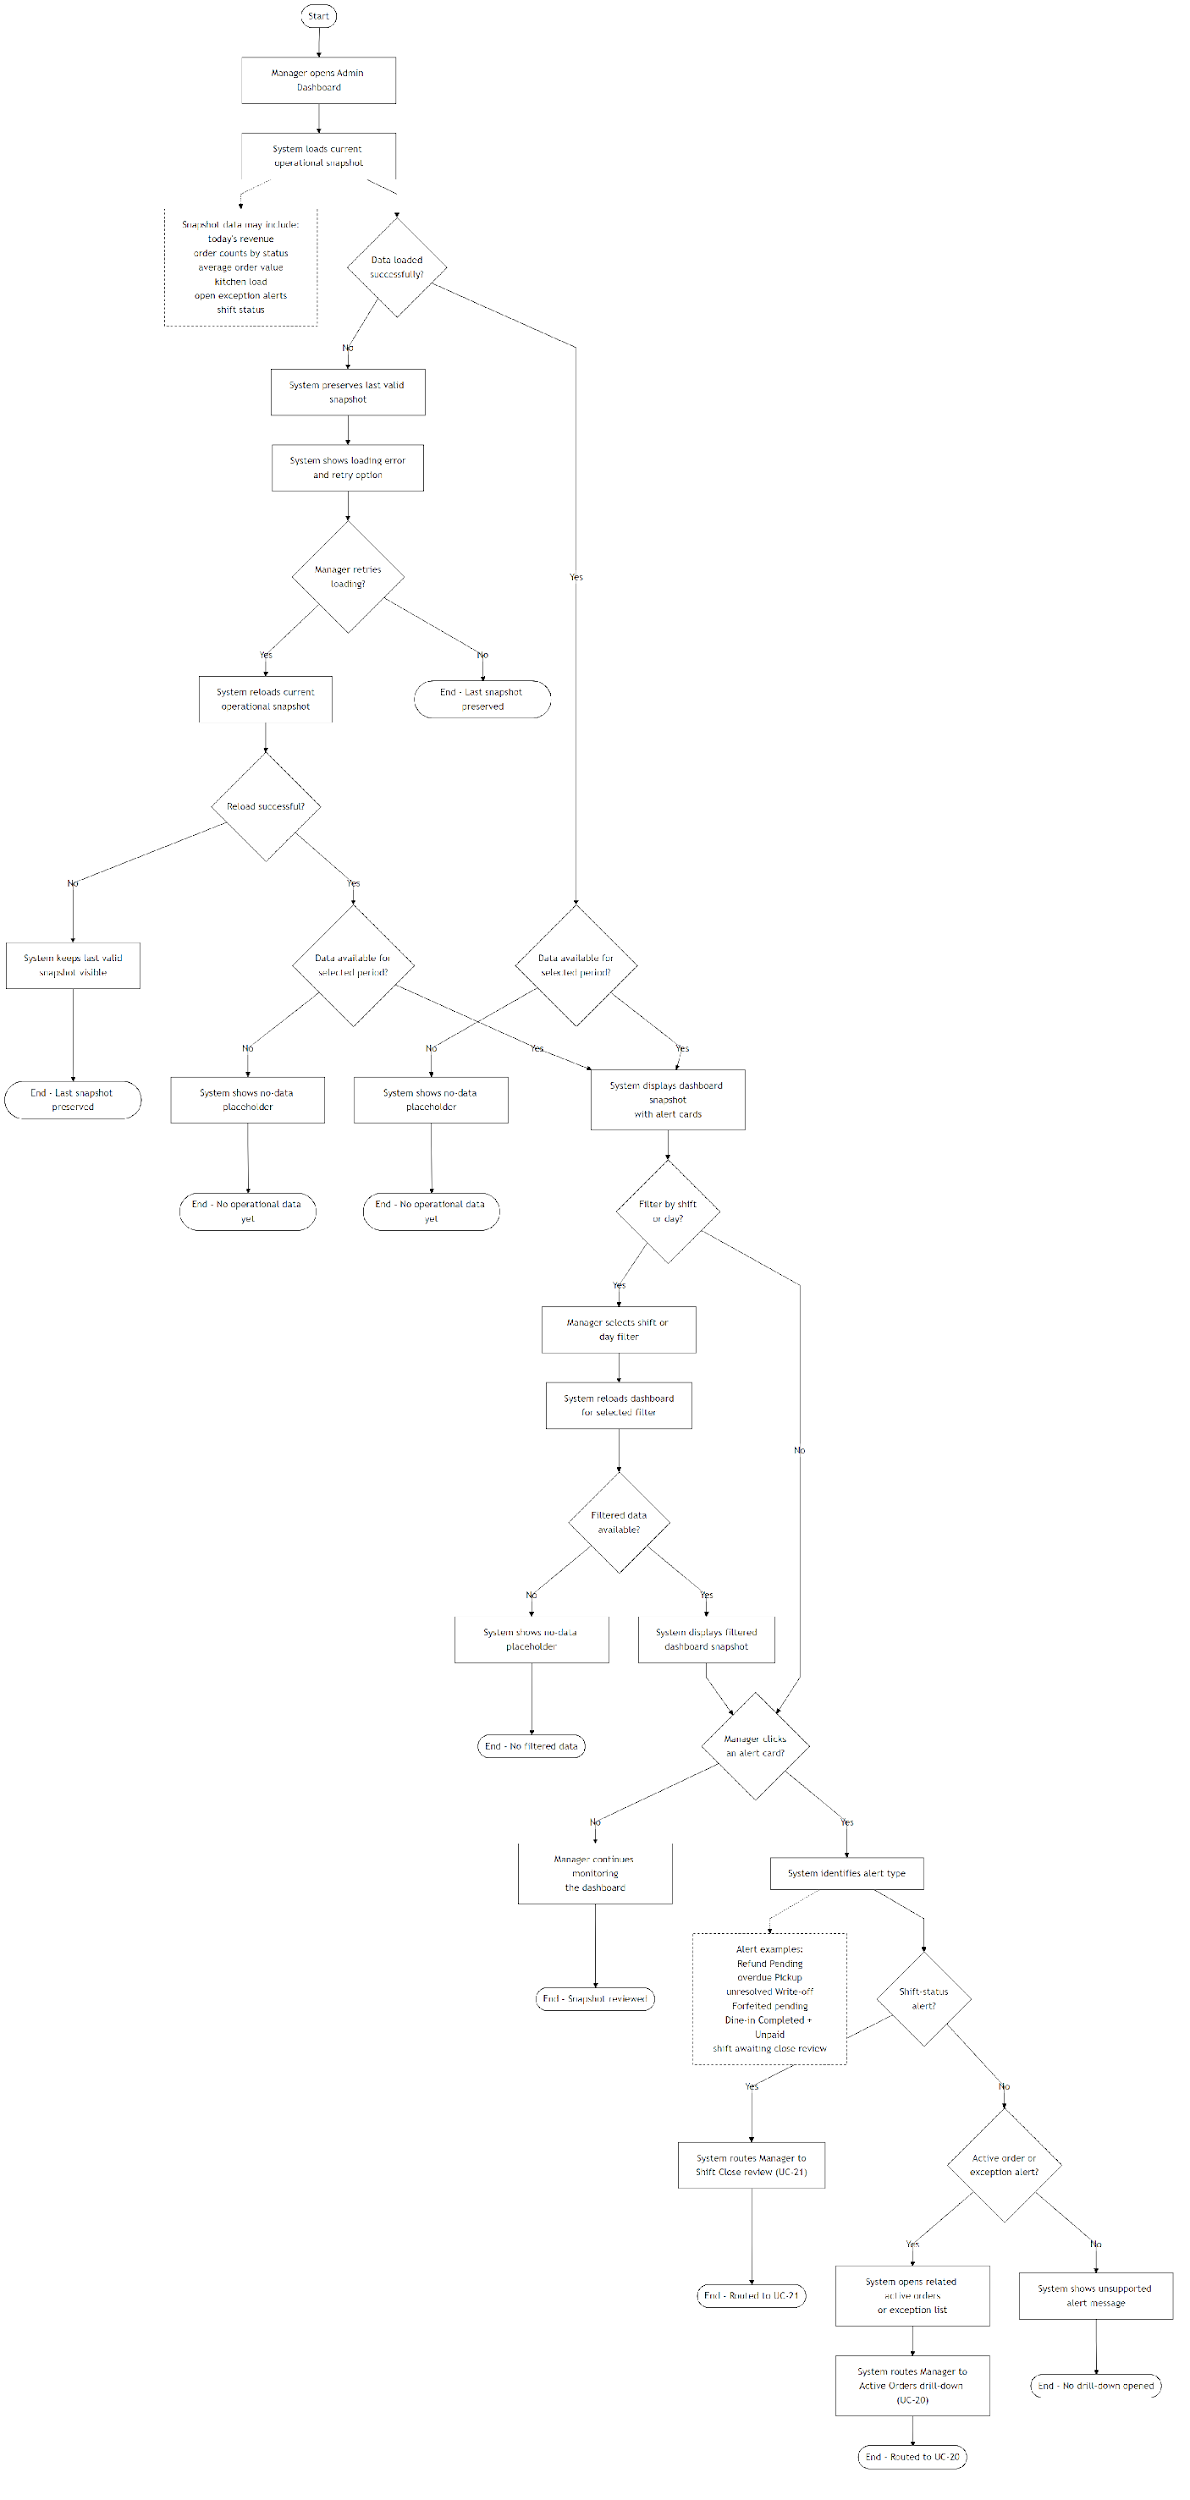 Start
Manager opens Admin
Dashboard
System loads current
operational snapshot
Snapshot data may include:
today's revenue
order counts by status
average order value
kitchen load
open exception alerts
shift status
Data loaded
successfully?
No
System preserves last valid
snapshot
System shows loading error
and retry option
Yes
Manager retries
loading?
Yes
No
System reloads current
operational snapshot
End - Last snapshot
preserved
Reload successful?
No
Yes
System keeps last valid
snapshot visible
Data available for
selected period?
Data available for
selected period?
No
No
Yes
Yes
End - Last snapshot
preserved
System shows no-data
placeholder
System shows no-data
placeholder
System displays dashboard
snapshot
with alert cards
End - No operational data
yet
End - No operational data
yet
Filter by shift
or day?
Yes
Manager selects shift or
day filter
System reloads dashboard
for selected filter
No
Filtered data
available?
No
Yes
System shows no-data
placeholder
System displays filtered
dashboard snapshot
End - No filtered data
Manager clicks
an alert card?
No
Yes
Manager continues
monitoring
the dashboard
System identifies alert type
End - Snapshot reviewed
Alert examples:
Refund Pending
overdue Pickup
unresolved Write-off
Forfeited pending
Dine-in Completed +
Unpaid
shift awaiting close review
Shift-status
alert?
Yes
No
System routes Manager to
Shift Close review (UC-21)
Active order or
exception alert?
Yes
No
End - Routed to UC-21
System opens related
active orders
or exception list
System shows unsupported
alert message
System routes Manager to
Active Orders drill-down
(UC-20)
End - No drill-down opened
End - Routed to UC-20